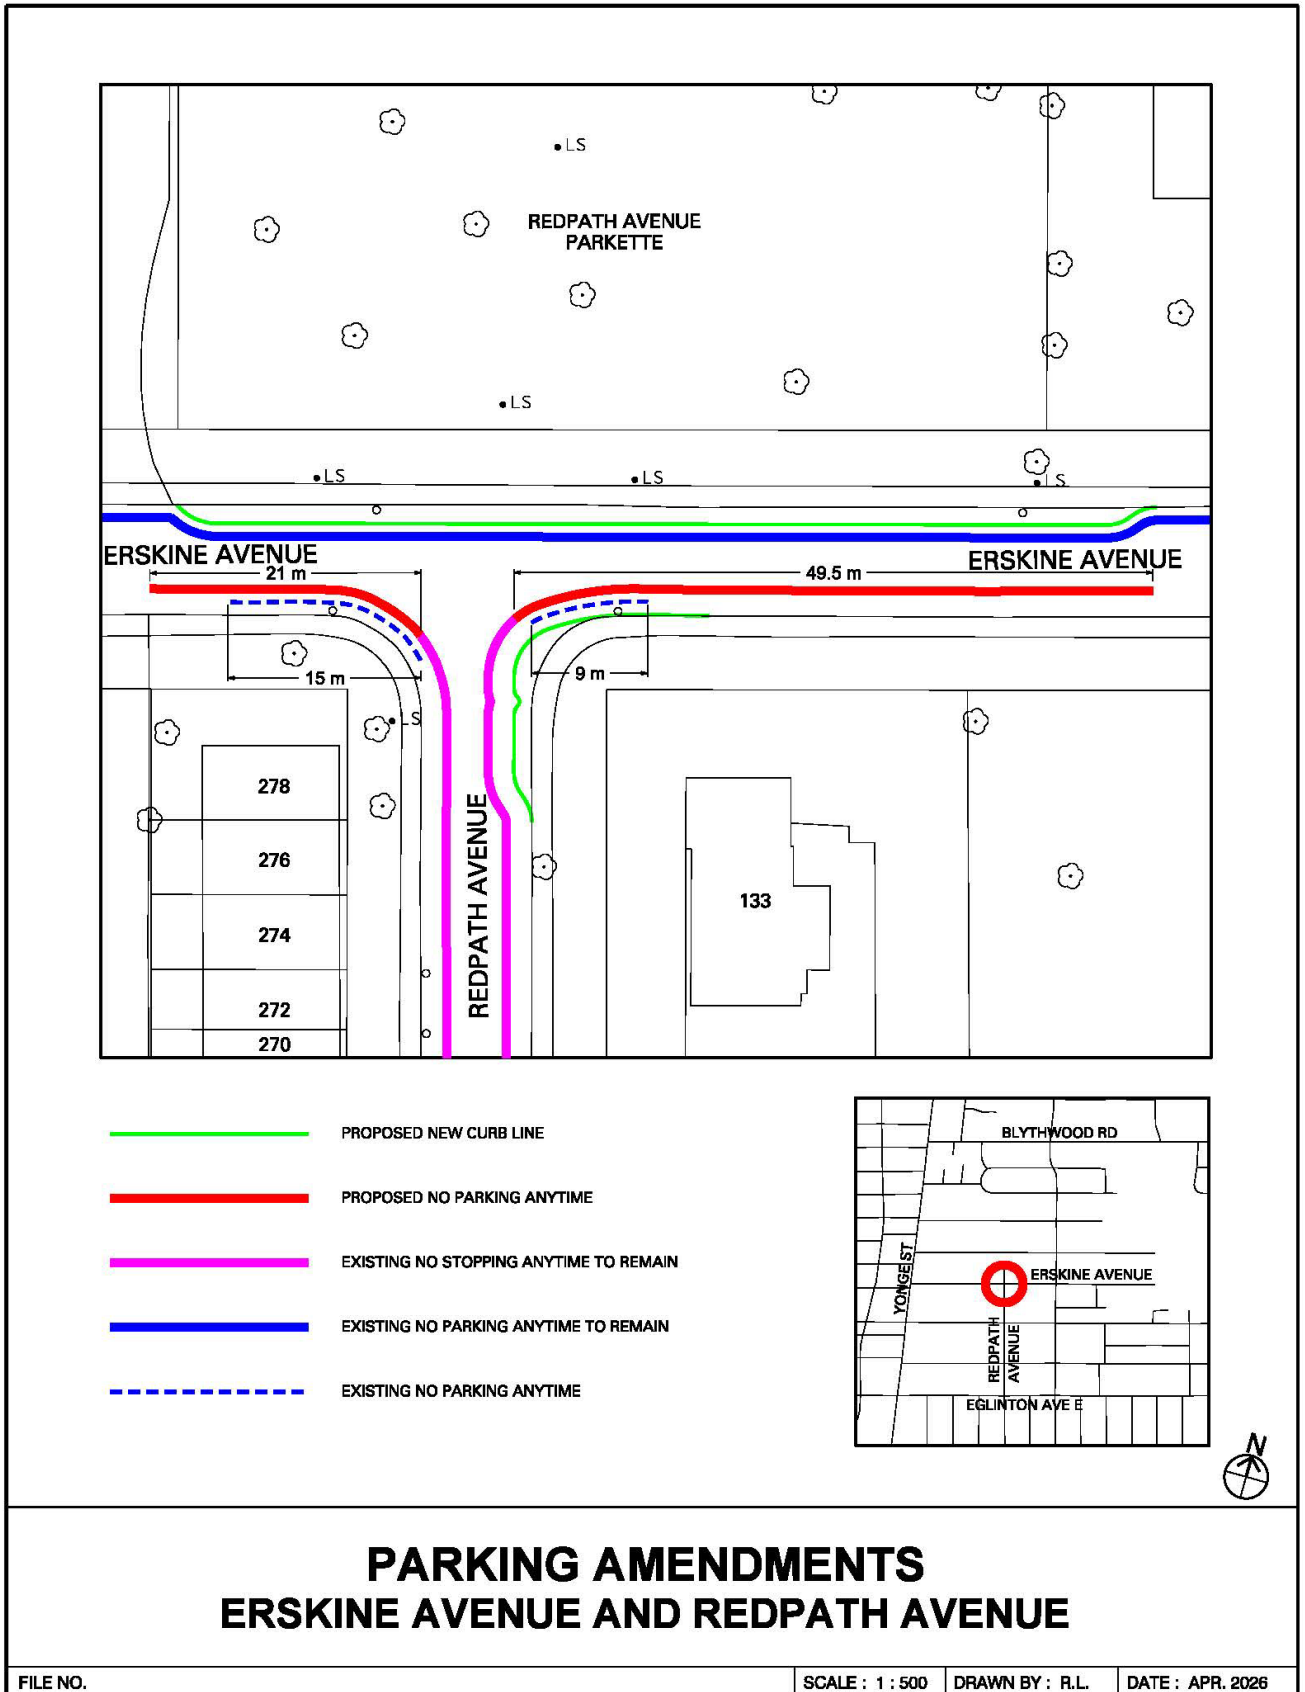 LS
REDPATH AVENUE
PARKETTE
LS
LS
LS
LS
ERSKINE AVENUE
ERSKINE AVENUE
21 m
49.5 m
15 m
9 m
LS
278
276
274
272
270
REDPATH AVENUE
133
PROPOSED NEW CURB LINE
PROPOSED NO PARKING ANYTIME
EXISTING NO STOPPING ANYTIME TO REMAIN
EXISTING NO PARKING ANYTIME TO REMAIN
EXISTING NO PARKING ANYTIME
BLYTHWOOD RD
YONGE ST
ERSKINE AVENUE
REDPATH
AVENUE
EGLINTON AVE E
N
PARKING AMENDMENTS
ERSKINE AVENUE AND REDPATH AVENUE
FILE NO.
SCALE : 1 : 500
DRAWN BY : R.L.
DATE : APR. 2026